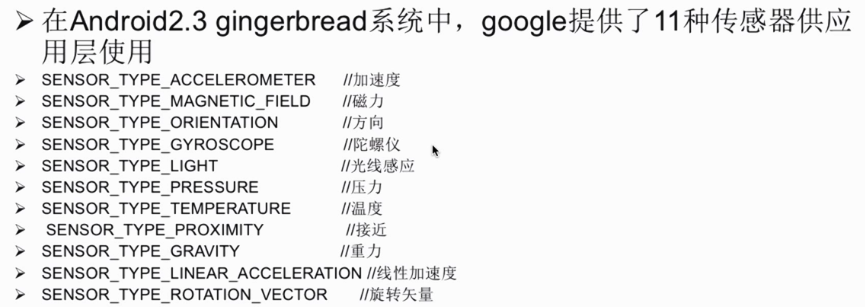 ➤ 在Android2.3 gingerbread系统中，google提供了11种传感器供应
用层使用
➤ SENSOR_TYPE_ACCELEROMETER //加速度
➤ SENSOR_TYPE_MAGNETIC_FIELD //磁力
➤ SENSOR_TYPE_ORIENTATION //方向
➤ SENSOR_TYPE_GYROSCOPE //陀螺仪
➤ SENSOR_TYPE_LIGHT //光线感应
➤ SENSOR_TYPE_PRESSURE //压力
➤ SENSOR_TYPE_TEMPERATURE //温度
➤ SENSOR_TYPE_PROXIMITY //接近
➤ SENSOR_TYPE_GRAVITY //重力
➤ SENSOR_TYPE_LINEAR_ACCELERATION //线性加速度
➤ SENSOR_TYPE_ROTATION_VECTOR //旋转矢量